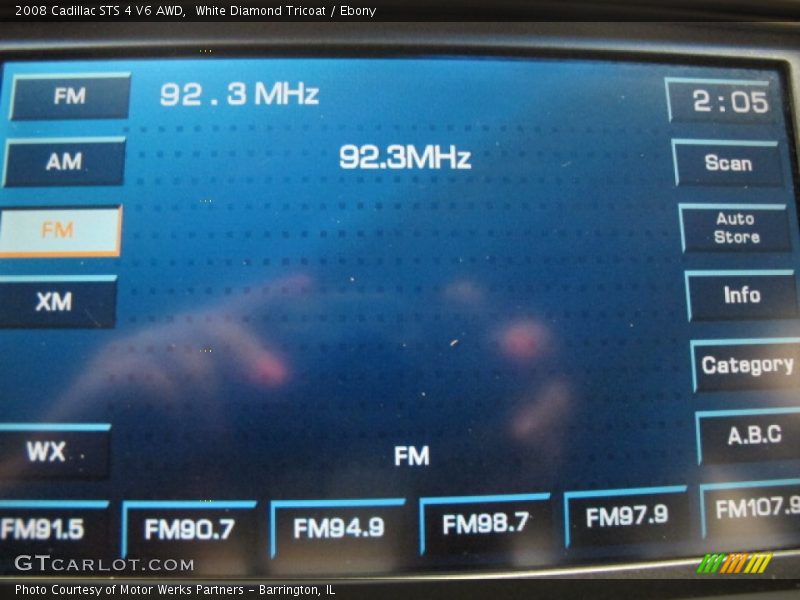 2008 Cadillac STS 4 V6 AWD, White Diamond Tricoat / Ebony
FM
92.3 MHz
2:05
AM
92.3MHz
Scan
FM
Auto
Store
XM
Info
Category
WX
FM
A.B.C
FM91.5
FM90.7
FM94.9
FM98.7
FM97.9
FM107.9
GTCARLOT.COM
Photo Courtesy of Motor Werks Partners - Barrington, IL